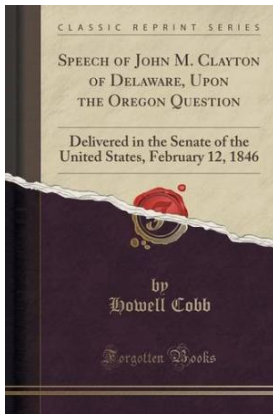 CLASSIC REPRINT SERIES
Speech of John M. Clayton
of Delaware, Upon
the Oregon Question
Delivered in the Senate of the
United States, February 12, 1846
F
by
Howell Cobb
Forgotten Books